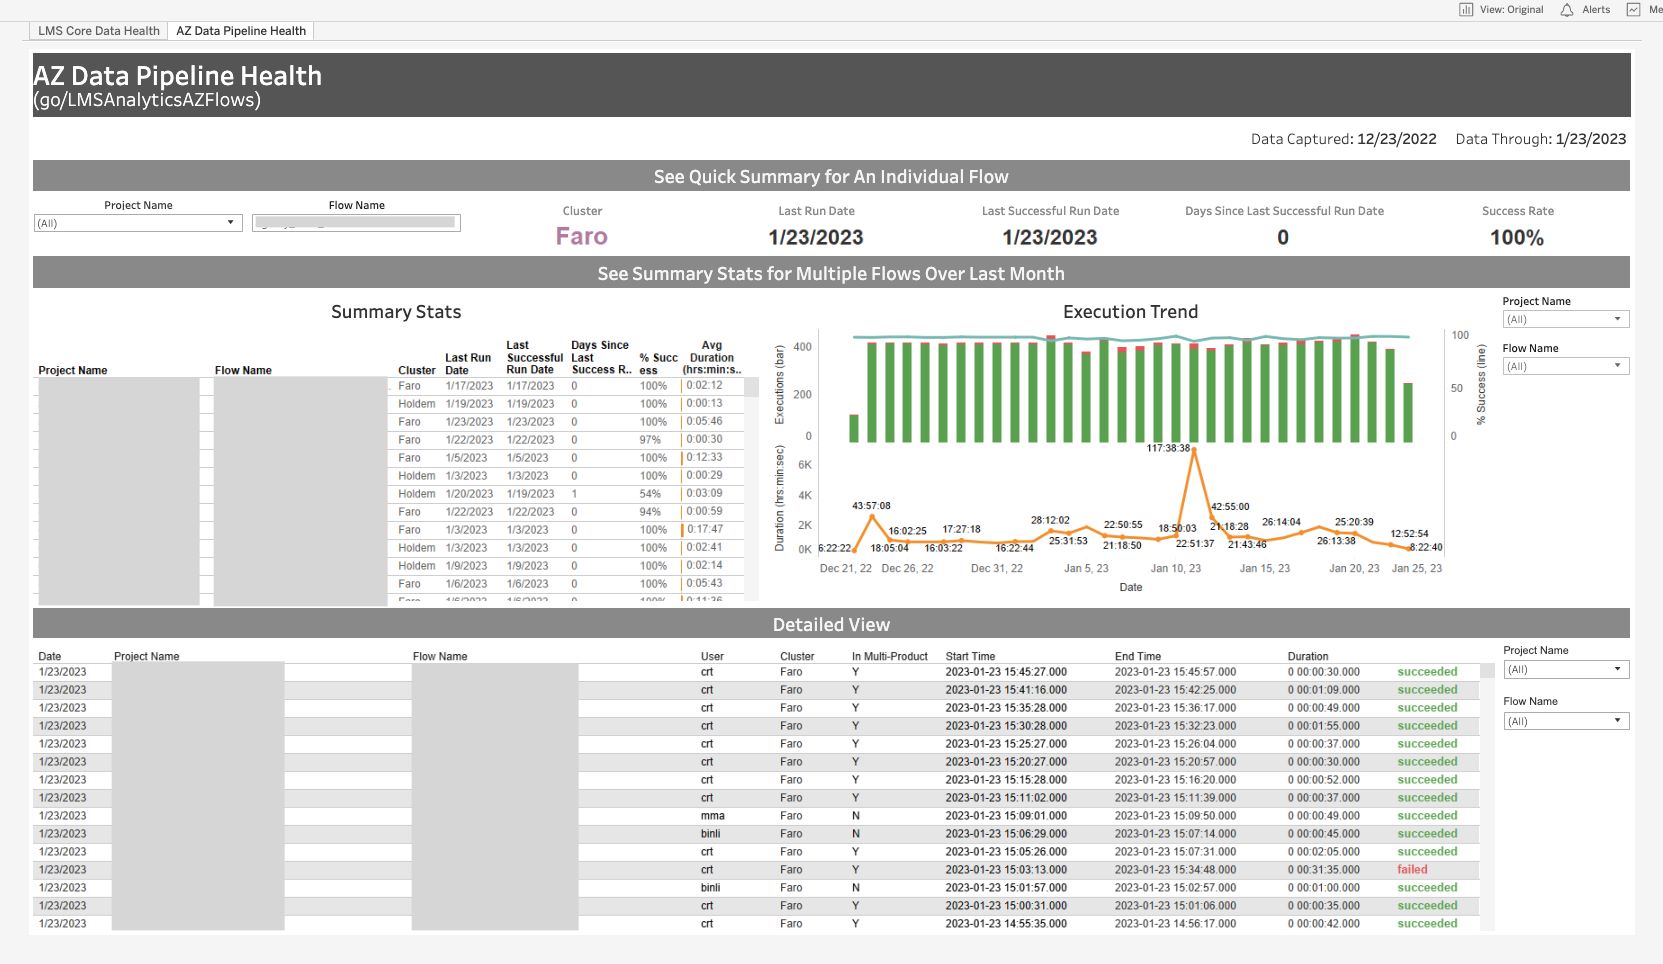 View: Original Alerts Me
LMS Core Data Health AZ Data Pipeline Health
AZ Data Pipeline Health
(go/LMSAnalyticsAZFlows)
Data Captured: 12/23/2022 Data Through: 1/23/2023
See Quick Summary for An Individual Flow
Project Name Flow Name Cluster Last Run Date Last Successful Run Date Days Since Last Successful Run Date Success Rate
(All) Faro 1/23/2023 1/23/2023 0 100%
See Summary Stats for Multiple Flows Over Last Month
Summary Stats
Project Name Flow Name Cluster Last Run Date Last Successful Run Date Days Since Last Success R.. % Succ ess Avg Duration (hrs:min:s..
Faro 1/17/2023 1/17/2023 0 100% 0:02:12
Holdem 1/19/2023 1/19/2023 0 100% 0:00:13
Faro 1/23/2023 1/23/2023 0 100% 0:05:46
Faro 1/22/2023 1/22/2023 0 97% 0:00:30
Faro 1/5/2023 1/5/2023 0 100% 0:12:33
Holdem 1/3/2023 1/3/2023 0 100% 0:00:29
Holdem 1/20/2023 1/19/2023 1 54% 0:03:09
Faro 1/22/2023 1/22/2023 0 94% 0:00:59
Faro 1/3/2023 1/3/2023 0 100% 0:17:47
Holdem 1/3/2023 1/3/2023 0 100% 0:02:41
Holdem 1/9/2023 1/9/2023 0 100% 0:02:14
Faro 1/6/2023 1/6/2023 0 100% 0:05:43
Faro 1/6/2023 1/6/2023 0 100% 0:11:36
Execution Trend
Executions (bar)
400
200
0
% Success (line)
100
50
0
Duration (hrs:min:sec)
6K
4K
2K
0K
117:38:38
43:57:08 42:55:00
28:12:02 22:50:55 18:50:03 21:18:28 26:14:04 25:20:39
16:02:25 17:27:18 12:52:54
6:22:22 18:05:04 16:03:22 16:22:44 25:31:53 21:18:50 22:51:37 21:43:46 26:13:38 8:22:40
Dec 21, 22 Dec 26, 22 Dec 31, 22 Jan 5, 23 Jan 10, 23 Jan 15, 23 Jan 20, 23 Jan 25, 23
Date
Project Name
(All)
Flow Name
(All)
Detailed View
Date Project Name Flow Name User Cluster In Multi-Product Start Time End Time Duration
1/23/2023 crt Faro Y 2023-01-23 15:45:27.000 2023-01-23 15:45:57.000 0 00:00:30.000 succeeded
1/23/2023 crt Faro Y 2023-01-23 15:41:16.000 2023-01-23 15:42:25.000 0 00:01:09.000 succeeded
1/23/2023 crt Faro Y 2023-01-23 15:35:28.000 2023-01-23 15:36:17.000 0 00:00:49.000 succeeded
1/23/2023 crt Faro Y 2023-01-23 15:30:28.000 2023-01-23 15:32:23.000 0 00:01:55.000 succeeded
1/23/2023 crt Faro Y 2023-01-23 15:25:27.000 2023-01-23 15:26:04.000 0 00:00:37.000 succeeded
1/23/2023 crt Faro Y 2023-01-23 15:20:27.000 2023-01-23 15:20:57.000 0 00:00:30.000 succeeded
1/23/2023 crt Faro Y 2023-01-23 15:15:28.000 2023-01-23 15:16:20.000 0 00:00:52.000 succeeded
1/23/2023 crt Faro Y 2023-01-23 15:11:02.000 2023-01-23 15:11:39.000 0 00:00:37.000 succeeded
1/23/2023 mma Faro N 2023-01-23 15:09:01.000 2023-01-23 15:09:50.000 0 00:00:49.000 succeeded
1/23/2023 binli Faro N 2023-01-23 15:06:29.000 2023-01-23 15:07:14.000 0 00:00:45.000 succeeded
1/23/2023 crt Faro Y 2023-01-23 15:05:26.000 2023-01-23 15:07:31.000 0 00:02:05.000 succeeded
1/23/2023 crt Faro Y 2023-01-23 15:03:13.000 2023-01-23 15:34:48.000 0 00:31:35.000 failed
1/23/2023 binli Faro N 2023-01-23 15:01:57.000 2023-01-23 15:02:57.000 0 00:01:00.000 succeeded
1/23/2023 crt Faro Y 2023-01-23 15:00:31.000 2023-01-23 15:01:06.000 0 00:00:35.000 succeeded
1/23/2023 crt Faro Y 2023-01-23 14:55:35.000 2023-01-23 14:56:17.000 0 00:00:42.000 succeeded
Project Name
(All)
Flow Name
(All)